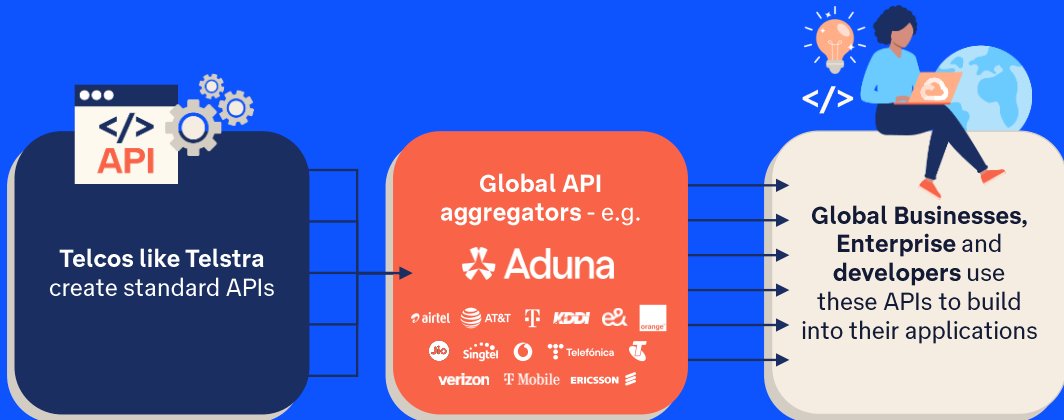 </>
API
Telcos like Telstra
create standard APIs
Global API
aggregators - e.g.
Aduna
airtel AT&T T KDDI e& orange
Jio Singtel Telefónica T
verizon T Mobile ERICSSON
</>
Global Businesses,
Enterprise and
developers use
these APIs to build
into their applications